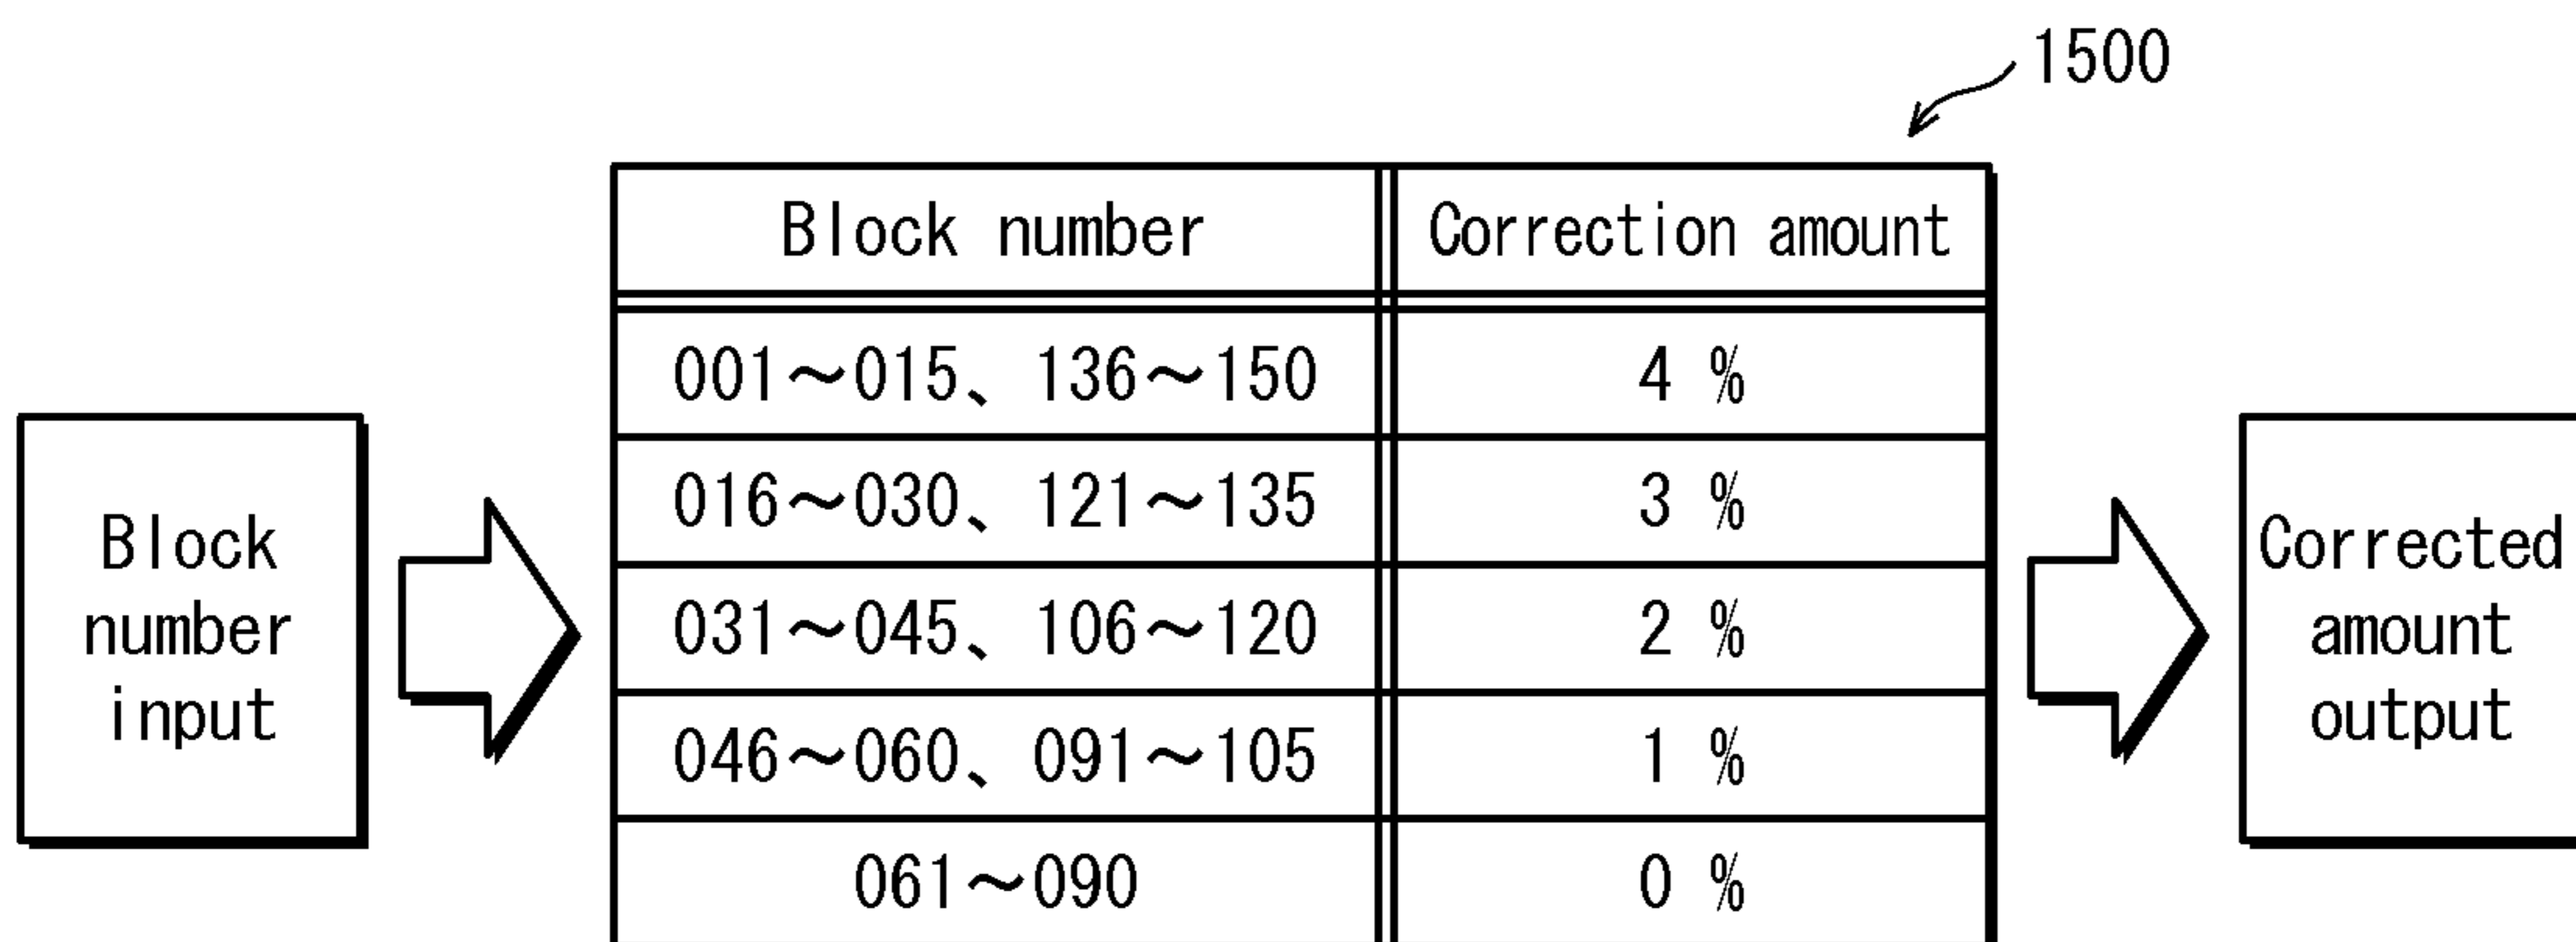 1500
Block number Correction amount
001～015、136～150 4 %
016～030、121～135 3 %
031～045、106～120 2 %
046～060、091～105 1 %
061～090 0 %
Block
number
input
Corrected
amount
output